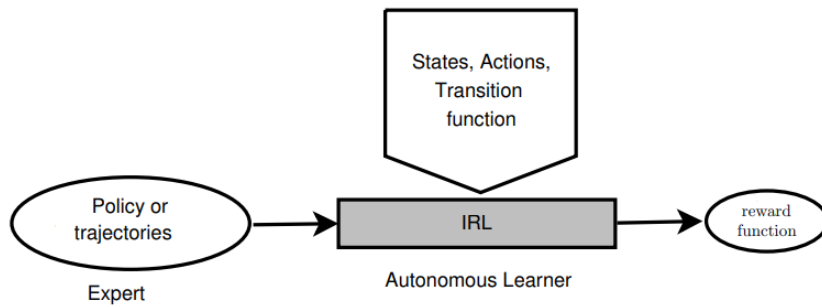 States, Actions,
Transition
function
Policy or
trajectories
IRL
reward
function
Autonomous Learner
Expert